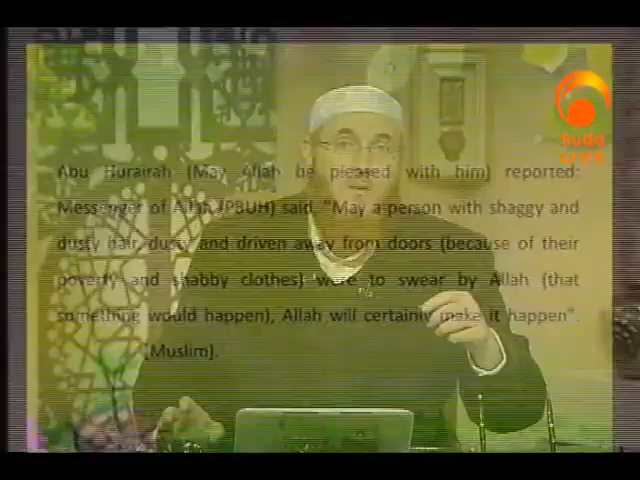 Huda
LIVE
Abu Hurairah (May Allah be pleased with him) reported:
Messenger of Allah (PBUH) said, "May a person with shaggy and
dusty hair, dusty and driven away from doors (because of their
poverty and shabby clothes) were to swear by Allah (that
something would happen), Allah will certainly make it happen".
[Muslim].